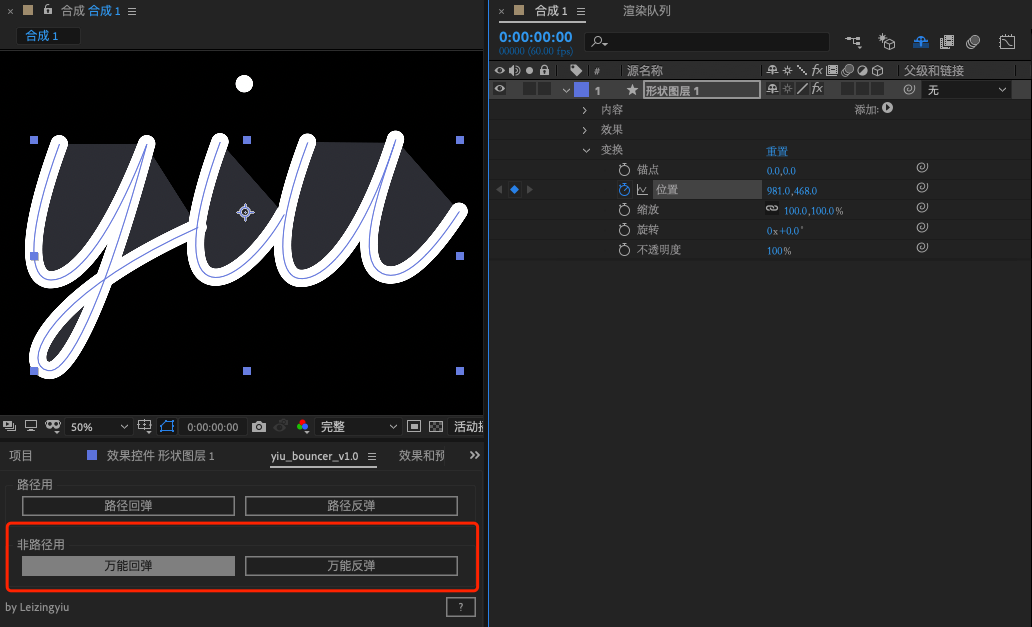 合成 合成 1
合成 1
yiu
50%
0:00:00:00
完整
活动摄
项目
效果控件 形状图层 1
yiu_bouncer_v1.0
效果和预
路径用
路径回弹
路径反弹
非路径用
万能回弹
万能反弹
by Leizingyiu
?
合成 1
渲染队列
0:00:00:00
00000 (60.00 fps)
#
源名称
fx
父级和链接
1
形状图层 1
fx
无
内容
添加:
效果
变换
重置
锚点
0.0,0.0
位置
981.0,468.0
缩放
100.0,100.0%
旋转
0x+0.0°
不透明度
100%